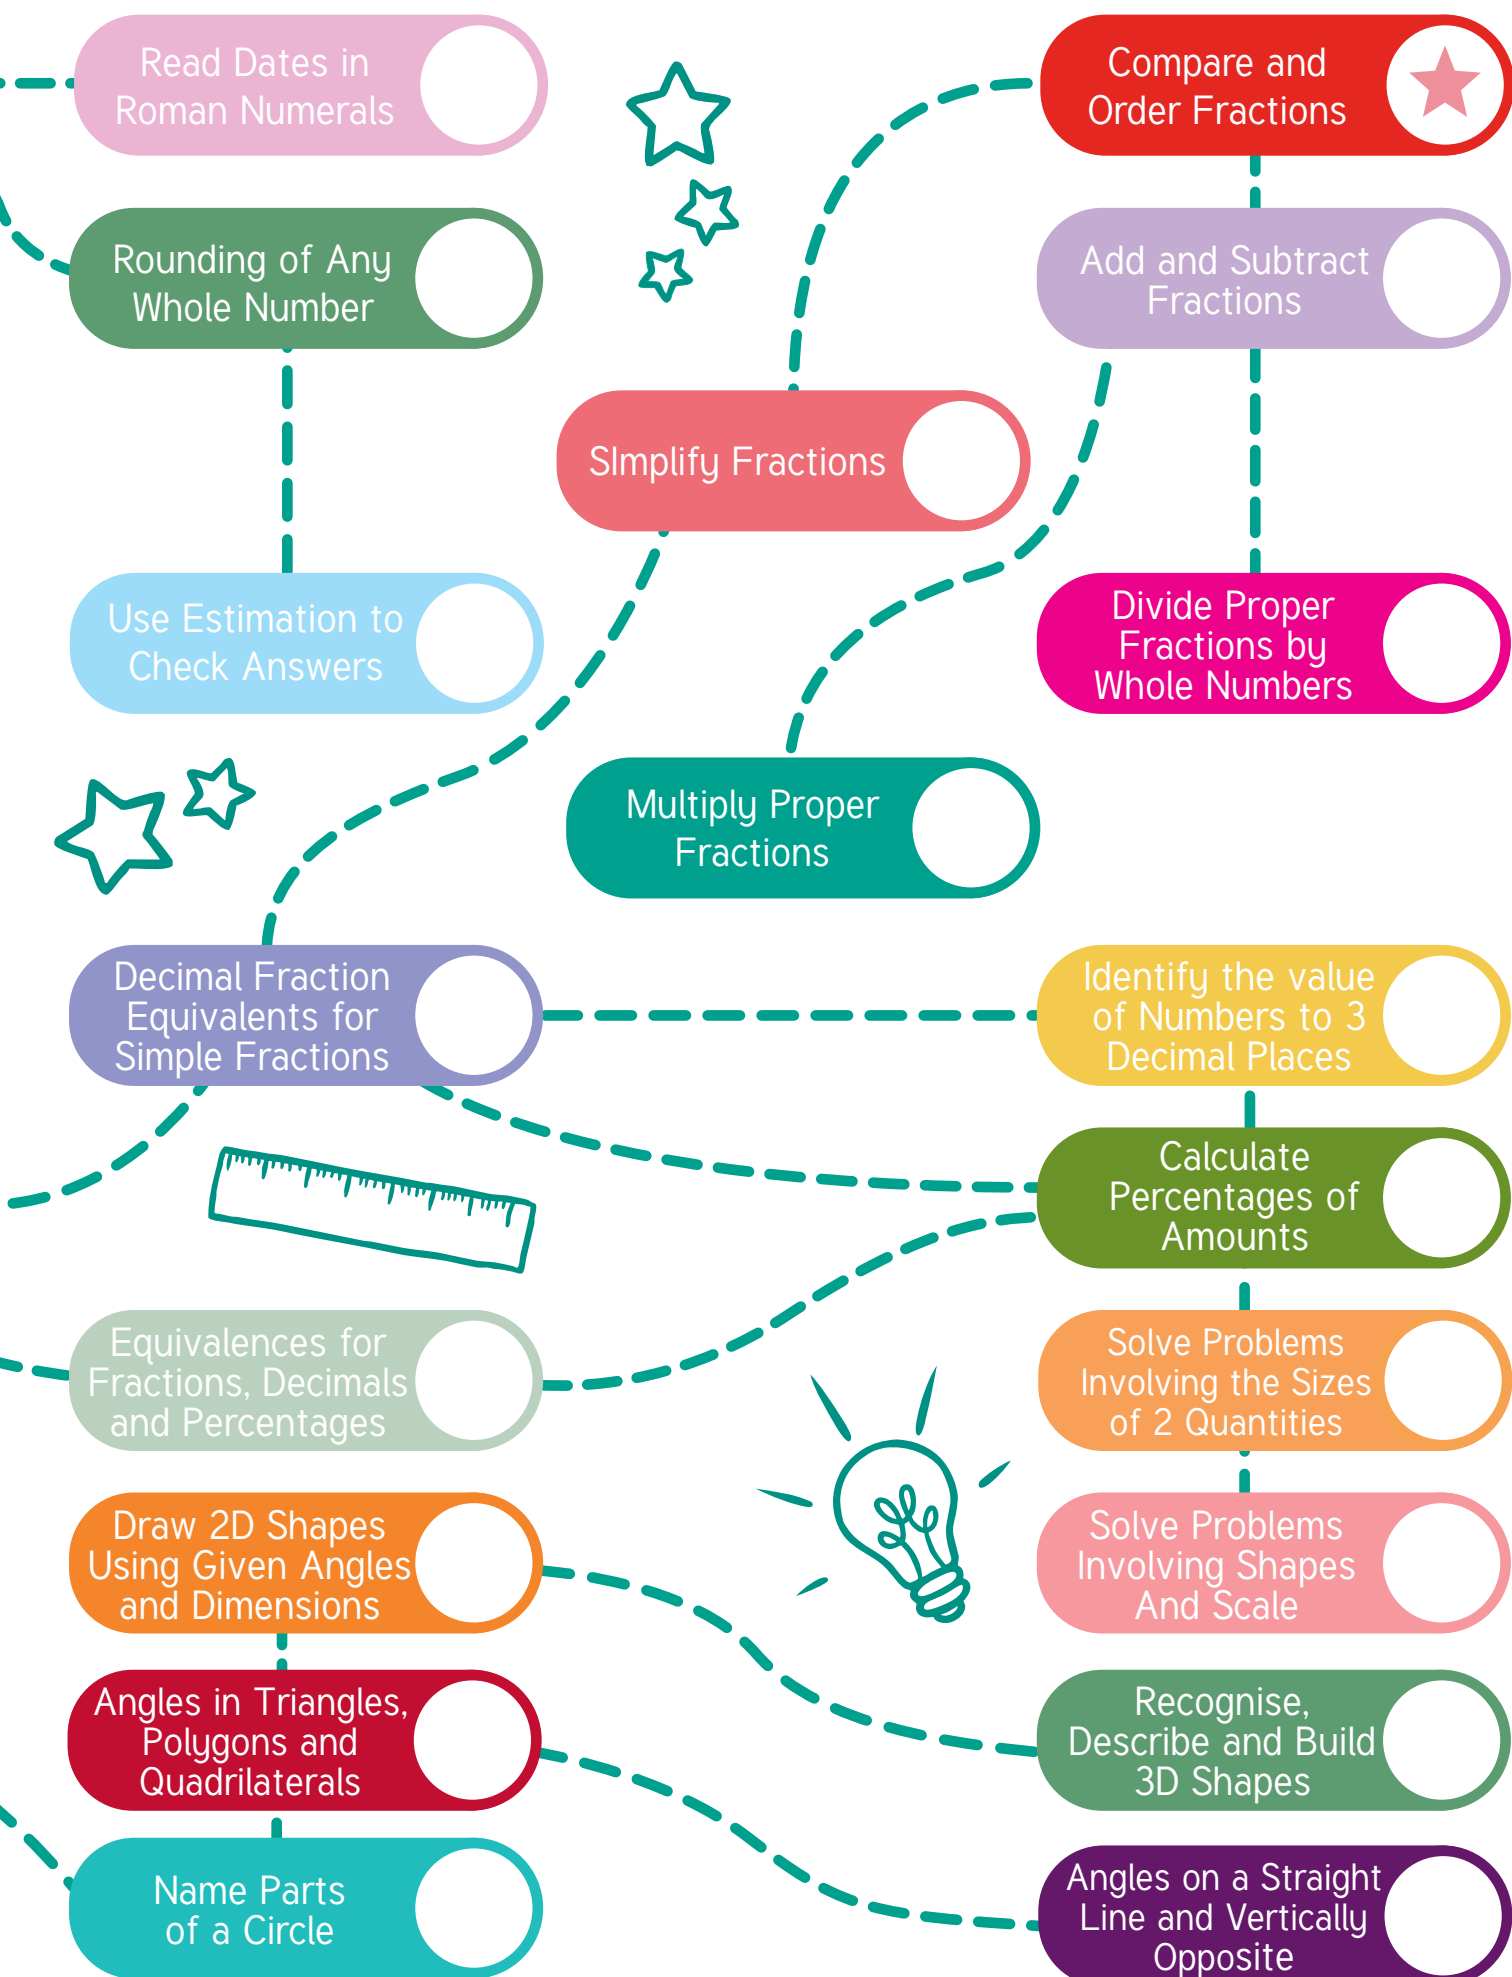 Read Dates in
Roman Numerals
Compare and
Order Fractions
Rounding of Any
Whole Number
Add and Subtract
Fractions
SImplify Fractions
Use Estimation to
Check Answers
Divide Proper
Fractions by
Whole Numbers
Multiply Proper
Fractions
Decimal Fraction
Equivalents for
Simple Fractions
Identify the value
of Numbers to 3
Decimal Places
Calculate
Percentages of
Amounts
Equivalences for
Fractions, Decimals
and Percentages
Solve Problems
Involving the Sizes
of 2 Quantities
Draw 2D Shapes
Using Given Angles
and Dimensions
Solve Problems
Involving Shapes
And Scale
Angles in Triangles,
Polygons and
Quadrilaterals
Recognise,
Describe and Build
3D Shapes
Name Parts
of a Circle
Angles on a Straight
Line and Vertically
Opposite